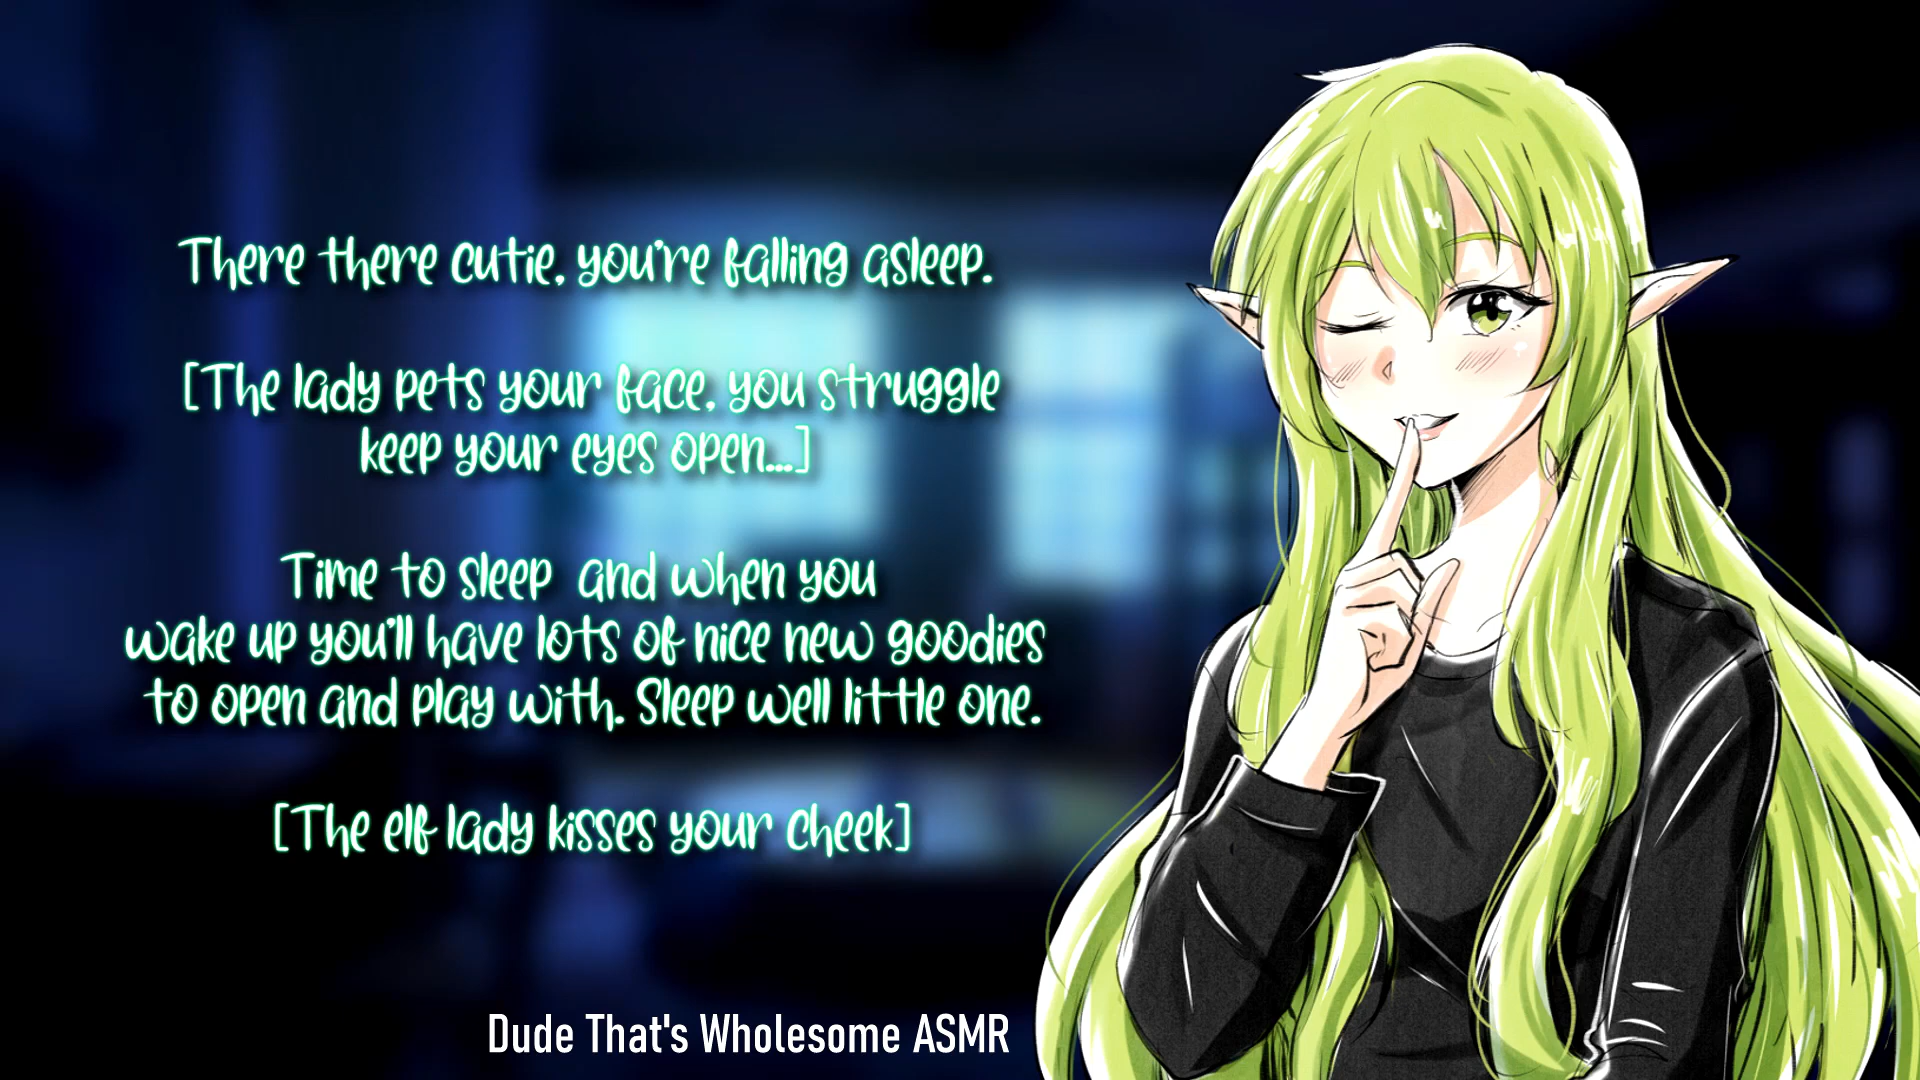 There there cutie, you're falling asleep.
[The lady pets your face, you struggle
keep your eyes open...]
Time to sleep  and when you
wake up you'll have lots of nice new goodies
to open and play with. Sleep well little one.
[The elf lady kisses your cheek]
Dude That's Wholesome ASMR